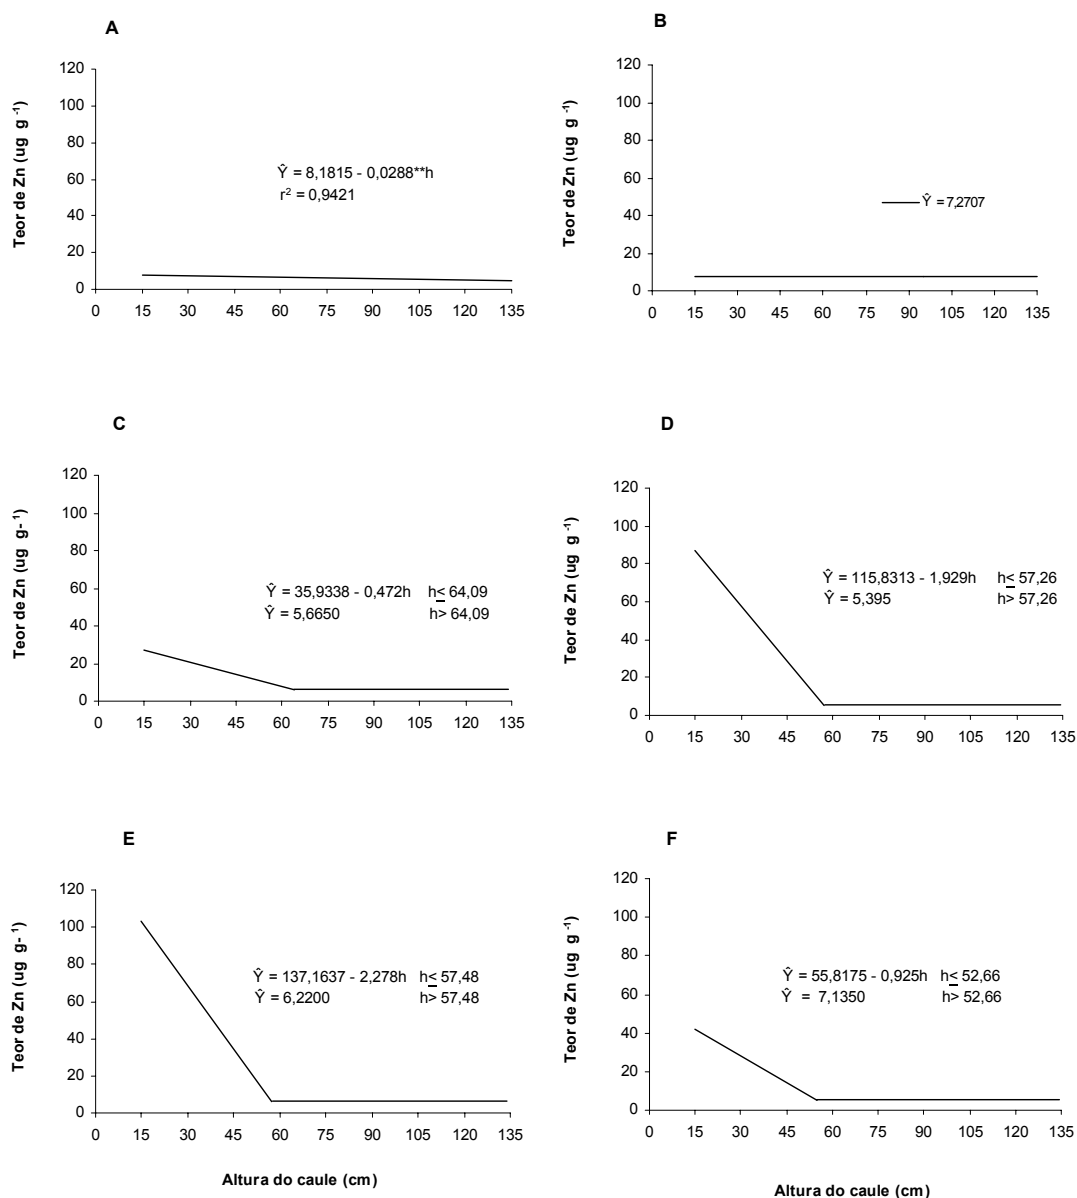 A
Teor de Zn (ug g⁻¹)
120
100
80
60
40
20
0
Ŷ = 8,1815 - 0,0288**h
r² = 0,9421
0 15 30 45 60 75 90 105 120 135
B
Teor de Zn (ug g⁻¹)
120
100
80
60
40
20
0
Ŷ = 7,2707
0 15 30 45 60 75 90 105 120 135
C
Teor de Zn (ug g-¹)
120
100
80
60
40
20
0
Ŷ = 35,9338 - 0,472h h≤ 64,09
Ŷ = 5,6650 h> 64,09
0 15 30 45 60 75 90 105 120 135
D
Teor de Zn (ug g⁻¹)
120
100
80
60
40
20
0
Ŷ = 115,8313 - 1,929h h≤ 57,26
Ŷ = 5,395 h> 57,26
0 15 30 45 60 75 90 105 120 135
E
Teor de Zn (ug g-¹)
120
100
80
60
40
20
0
Ŷ = 137,1637 - 2,278h h≤ 57,48
Ŷ = 6,2200 h> 57,48
0 15 30 45 60 75 90 105 120 135
Altura do caule (cm)
F
Teor de Zn (ug g⁻¹)
120
100
80
60
40
20
0
Ŷ = 55,8175 - 0,925h h≤ 52,66
Ŷ = 7,1350 h> 52,66
0 15 30 45 60 75 90 105 120 135
Altura do caule (cm)